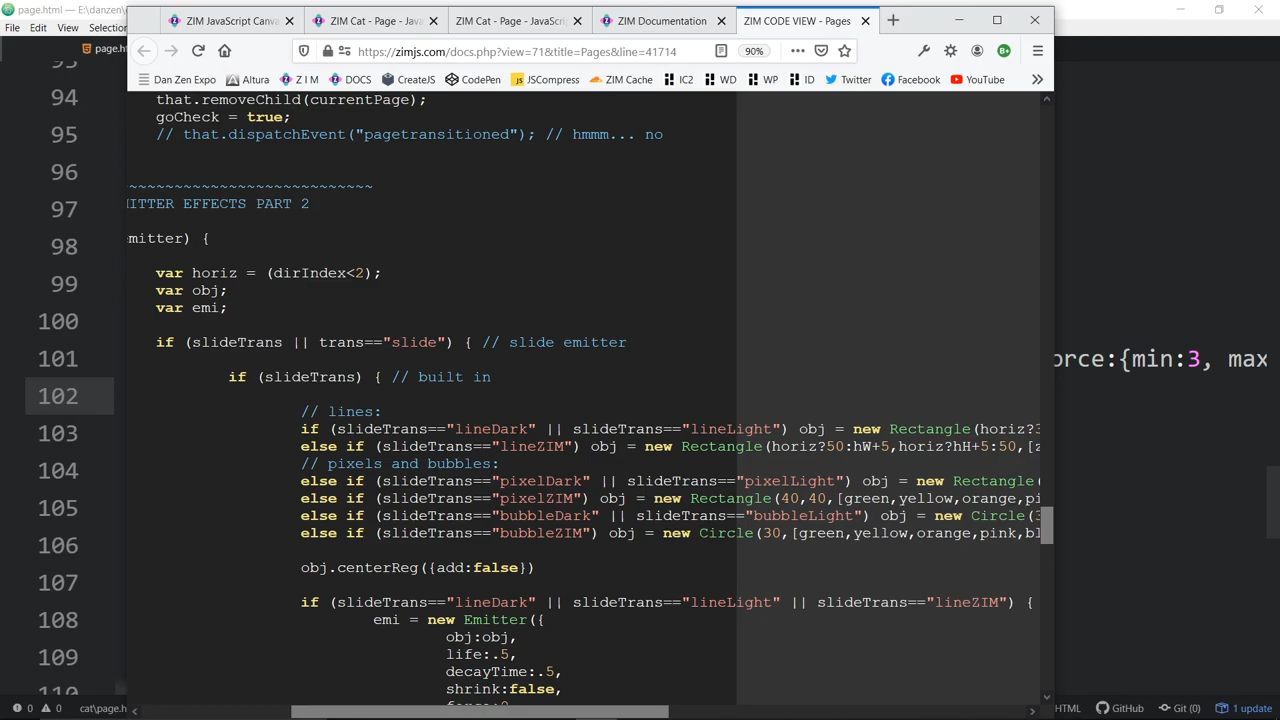 page.html — E:\danzen\
File
View
Selection
page.ht
ZIM JavaScript Canva
ZIM Cat - Page - Java
ZIM Cat - Page - JavaScrip
ZIM Documentation
ZIM CODE VIEW - Pages
https://zimjs.com/docs.php?view=71&title=Pages&line=41714
90%
Dan Zen Expo
Altura
Z I M
DOCS
CreateJS
CodePen
JSCompress
ZIM Cache
IC2
WD
WP
ID
Twitter
Facebook
YouTube
93
94
95
96
97
98
99
100
101
102
103
104
105
106
107
108
109
110
that.removeChild(currentPage);
goCheck = true;
// that.dispatchEvent("pagetransitioned"); // hmmm... no
~~~~~~~~~~~~~~~~~~~~~~~~~~~
MITTER EFFECTS PART 2
mitter) {
var horiz = (dirIndex<2);
var obj;
var emi;
if (slideTrans || trans=="slide") { // slide emitter
if (slideTrans) { // built in
// lines:
if (slideTrans=="lineDark" || slideTrans=="lineLight") obj = new Rectangle(horiz?
else if (slideTrans=="lineZIM") obj = new Rectangle(horiz?50:hW+5,horiz?hH+5:50,[z
// pixels and bubbles:
else if (slideTrans=="pixelDark" || slideTrans=="pixelLight") obj = new Rectangle(
else if (slideTrans=="pixelZIM") obj = new Rectangle(40,40,[green,yellow,orange,pi
else if (slideTrans=="bubbleDark" || slideTrans=="bubbleLight") obj = new Circle(3
else if (slideTrans=="bubbleZIM") obj = new Circle(30,[green,yellow,orange,pink,bl
obj.centerReg({add:false})
if (slideTrans=="lineDark" || slideTrans=="lineLight" || slideTrans=="lineZIM") {
emi = new Emitter({
obj:obj,
life:.5,
decayTime:.5,
shrink:false,
force:0
orce:{min:3, max
0
0
cat\page.h
HTML
GitHub
Git (0)
1 update